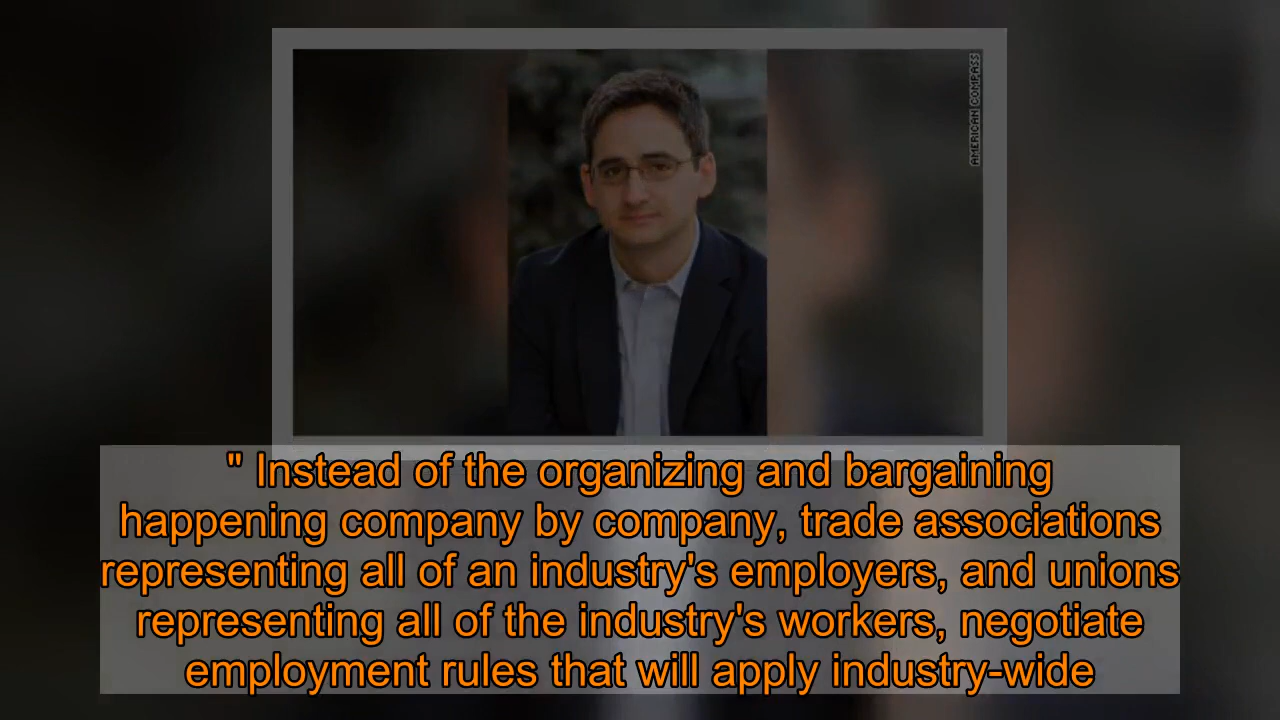 AMERICAN COMPASS
" Instead of the organizing and bargaining
happening company by company, trade associations
representing all of an industry's employers, and unions
representing all of the industry's workers, negotiate
employment rules that will apply industry-wide